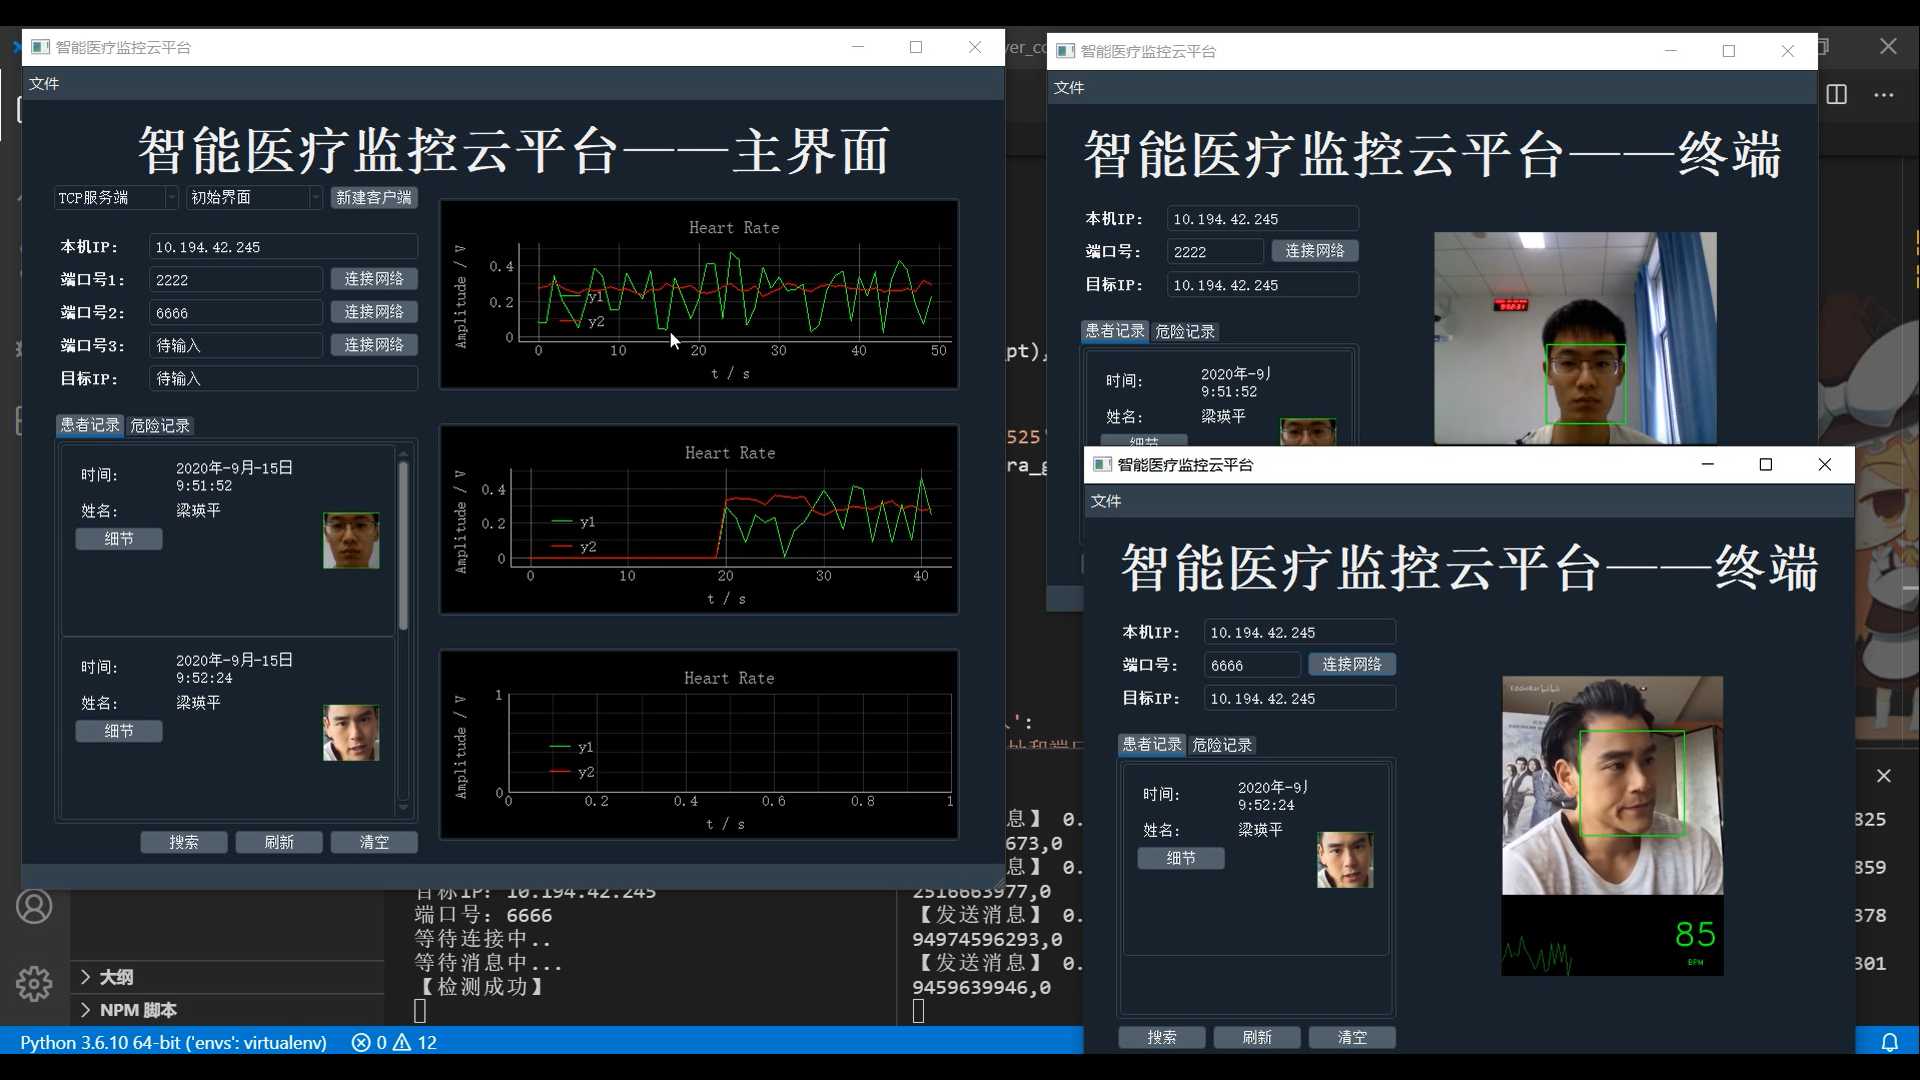 智能医疗监控云平台
文件
智能医疗监控云平台——主界面
TCP服务端
初始界面
新建客户端
本机IP: 10.194.42.245
端口号1: 2222 连接网络
端口号2: 6666 连接网络
端口号3: 待输入 连接网络
目标IP: 待输入
患者记录 危险记录
时间: 2020年-9月-15日
9:51:52
姓名: 梁瑛平
细节
时间: 2020年-9月-15日
9:52:24
姓名: 梁瑛平
细节
搜索 刷新 清空
Heart Rate
Amplitude / V
0.4
0.2
0
y1
y2
0 10 20 30 40 50
t / s
Heart Rate
Amplitude / V
0.4
0.2
0
y1
y2
0 10 20 30 40
t / s
Heart Rate
Amplitude / V
1
0
y1
y2
0 0.2 0.4 0.6 0.8 1
t / s
智能医疗监控云平台
文件
智能医疗监控云平台——终端
本机IP: 10.194.42.245
端口号: 2222 连接网络
目标IP: 10.194.42.245
患者记录 危险记录
时间: 2020年-9月
9:51:52
姓名: 梁瑛平
细节
智能医疗监控云平台
文件
智能医疗监控云平台——终端
本机IP: 10.194.42.245
端口号: 6666 连接网络
目标IP: 10.194.42.245
患者记录 危险记录
时间: 2020年-9月
9:52:24
姓名: 梁瑛平
细节
搜索 刷新 清空
85
BPM
ver_co
pt),
525'
ra_g
':
目标IP: 10.194.42.245
端口号: 6666
等待连接中..
等待消息中...
【检测成功】
息】 0. 825
673,0
息】 0. 859
2516663977,0
【发送消息】 0. 378
94974596293,0
【发送消息】 0. 301
9459639946,0
大纲
NPM 脚本
Python 3.6.10 64-bit ('envs': virtualenv) 0 12